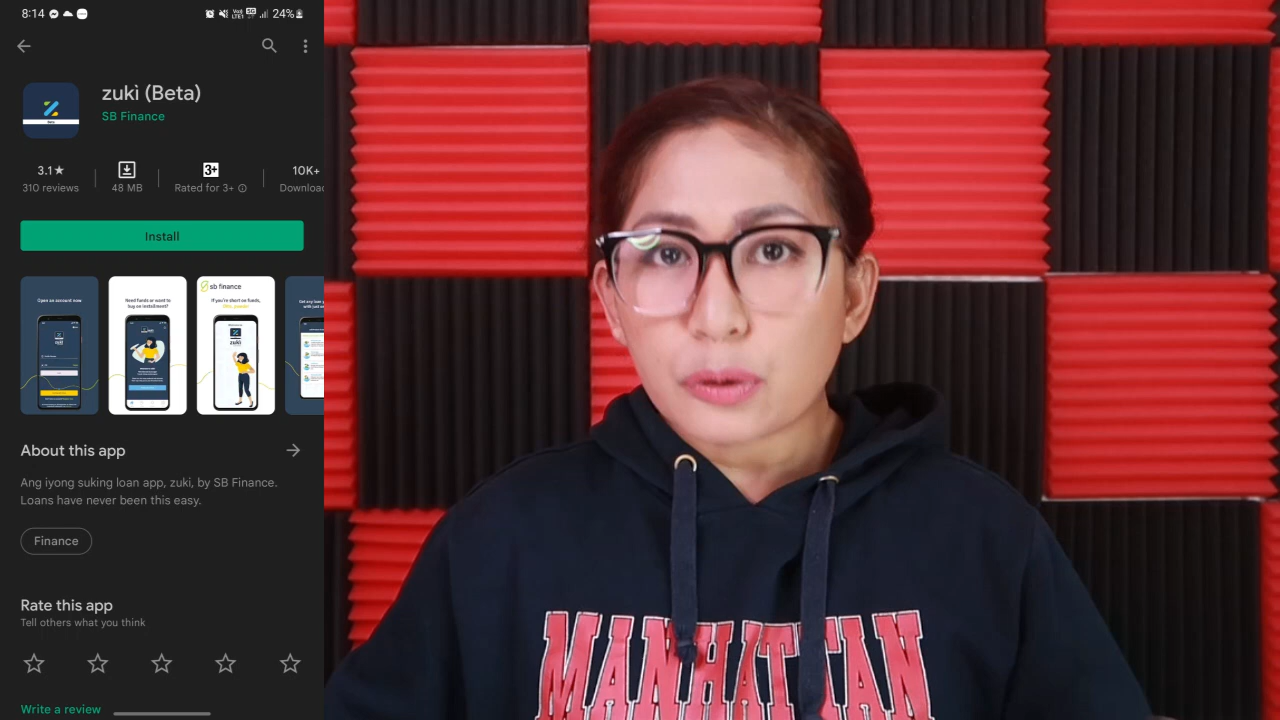 8:14
24%
zuki (Beta)
SB Finance
3.1★
310 reviews
48 MB
3+
Rated for 3+
10K+
Downloa
Install
Open an account now
Need funds or want to
buy on installment?
sb finance
If you're short on funds,
zuki
About this app
Ang iyong suking loan app, zuki, by SB Finance.
Loans have never been this easy.
Finance
Rate this app
Tell others what you think
Write a review
MANHATTAN